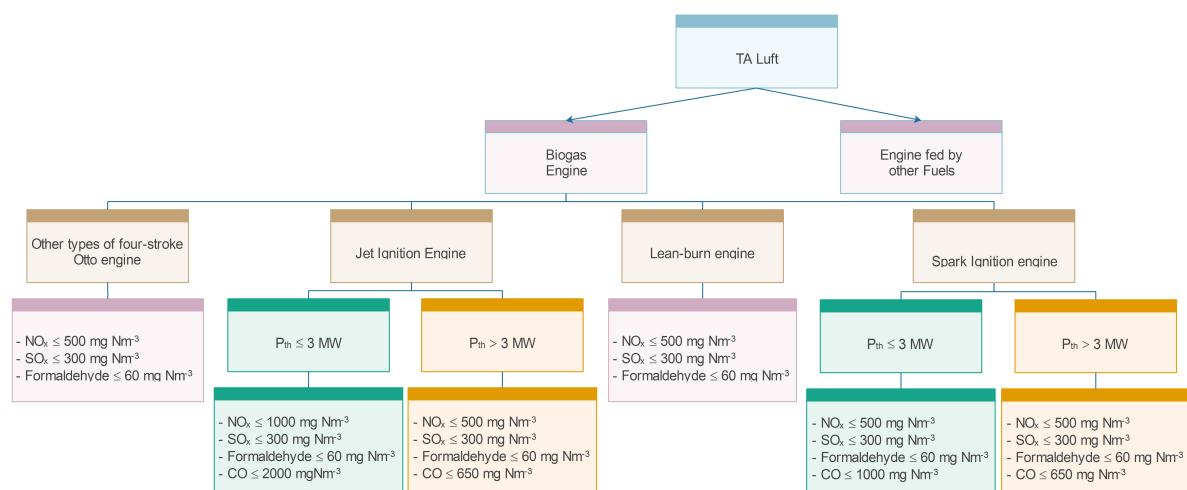 TA Luft
Biogas
Engine
Engine fed by
other Fuels
Other types of four-stroke
Otto engine
Jet Ignition Engine
Lean-burn engine
Spark Ignition engine
- NOₓ ≤ 500 mg Nm⁻³
- SOₓ ≤ 300 mg Nm⁻³
- Formaldehyde ≤ 60 mg Nm⁻³
Pₜₕ ≤ 3 MW
Pₜₕ > 3 MW
- NOₓ ≤ 500 mg Nm⁻³
- SOₓ ≤ 300 mg Nm⁻³
- Formaldehyde ≤ 60 mg Nm⁻³
Pₜₕ ≤ 3 MW
Pₜₕ > 3 MW
- NOₓ ≤ 1000 mg Nm⁻³
- SOₓ ≤ 300 mg Nm⁻³
- Formaldehyde ≤ 60 mg Nm⁻³
- CO ≤ 2000 mgNm⁻³
- NOₓ ≤ 500 mg Nm⁻³
- SOₓ ≤ 300 mg Nm⁻³
- Formaldehyde ≤ 60 mg Nm⁻³
- CO ≤ 650 mg Nm⁻³
- NOₓ ≤ 500 mg Nm⁻³
- SOₓ ≤ 300 mg Nm⁻³
- Formaldehyde ≤ 60 mg Nm⁻³
- CO ≤ 1000 mg Nm⁻³
- NOₓ ≤ 500 mg Nm⁻³
- SOₓ ≤ 300 mg Nm⁻³
- Formaldehyde ≤ 60 mg Nm⁻³
- CO ≤ 650 mg Nm⁻³